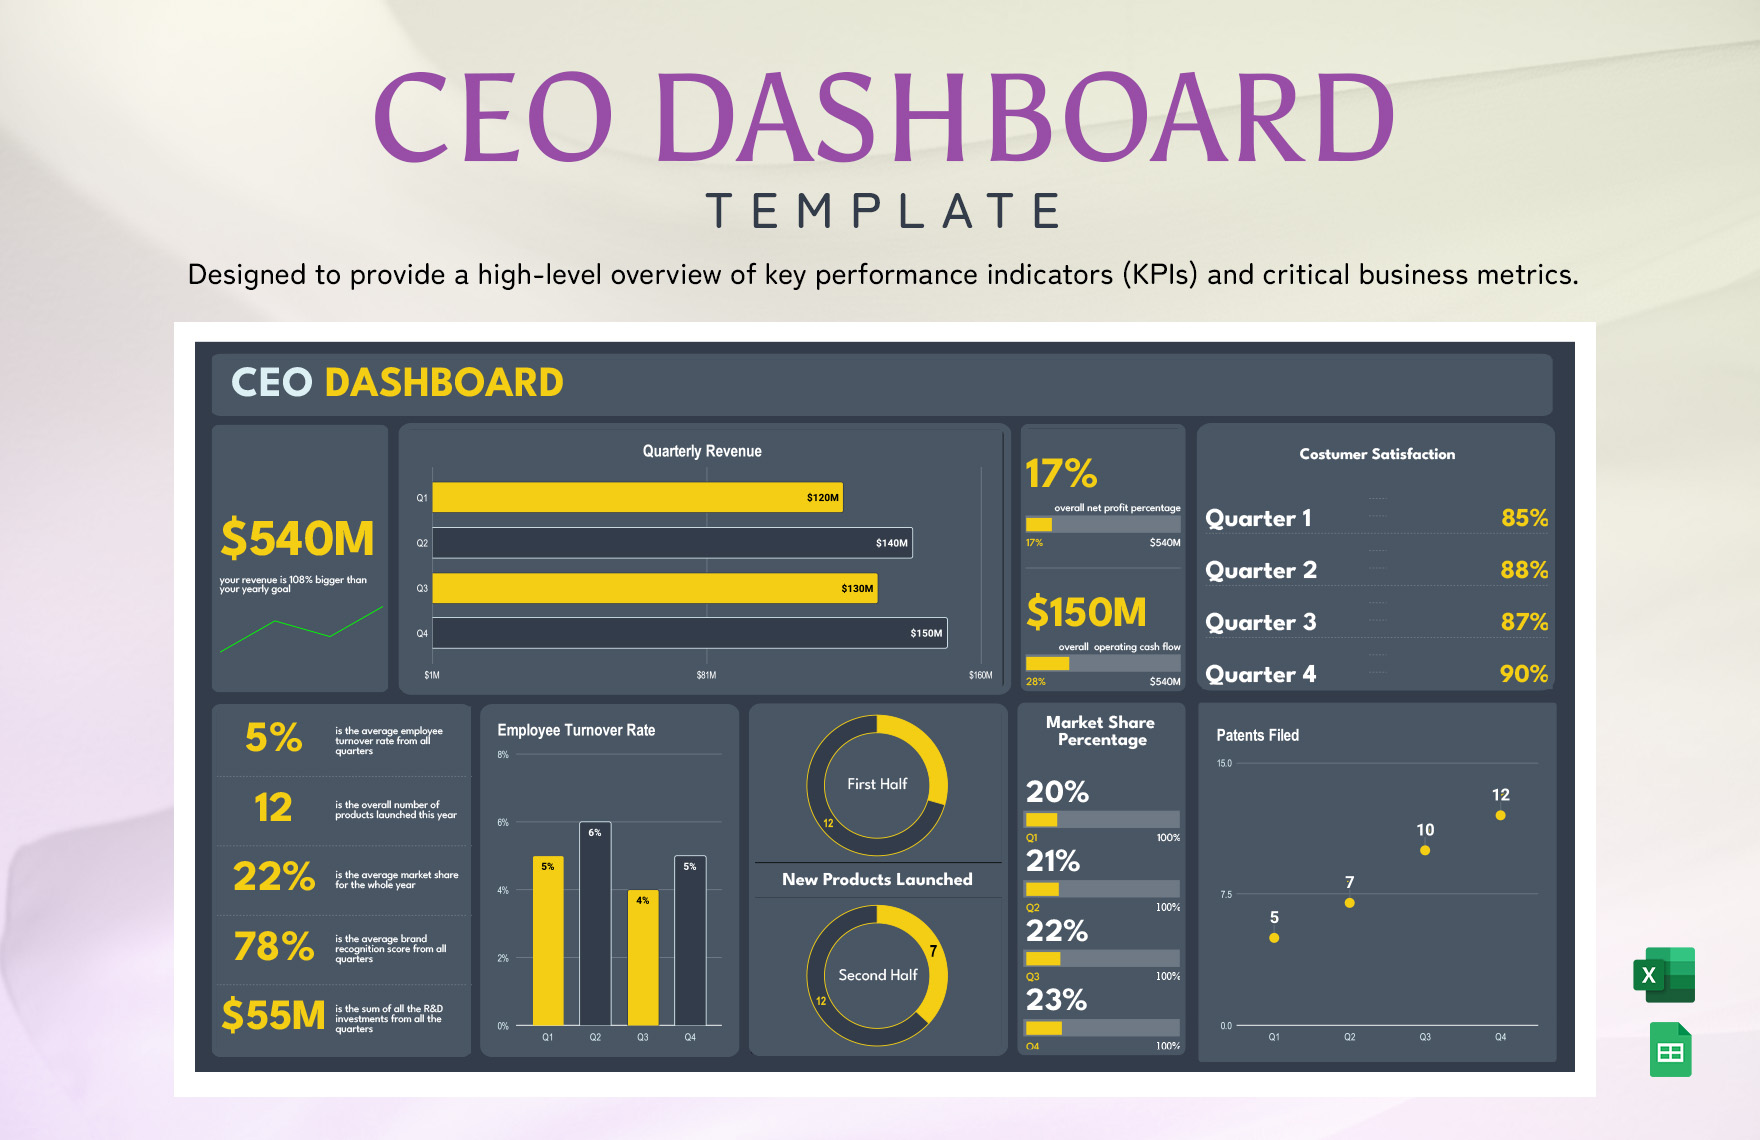 CEO DASHBOARD
TEMPLATE
Designed to provide a high-level overview of key performance indicators (KPIs) and critical business metrics.
CEO DASHBOARD
$540M
your revenue is 108% bigger than
your yearly goal
Quarterly Revenue
Q1
$120M
Q2
$140M
Q3
$130M
Q4
$150M
$1M
$81M
$160M
17%
overall net profit percentage
17%
$540M
$150M
overall operating cash flow
28%
$540M
Costumer Satisfaction
Quarter 1
85%
Quarter 2
88%
Quarter 3
87%
Quarter 4
90%
5%
is the average employee
turnover rate from all
quarters
12
is the overall number of
products launched this year
22%
is the average market share
for the whole year
78%
is the average brand
recognition score from all
quarters
$55M
is the sum of all the R&D
investments from all the
quarters
Employee Turnover Rate
8%
6%
4%
2%
0%
5%
6%
4%
5%
Q1
Q2
Q3
Q4
First Half
12
New Products Launched
7
Second Half
12
Market Share
Percentage
20%
Q1
100%
21%
Q2
100%
22%
Q3
100%
23%
Q4
100%
Patents Filed
15.0
7.5
0.0
5
7
10
12
Q1
Q2
Q3
Q4
X